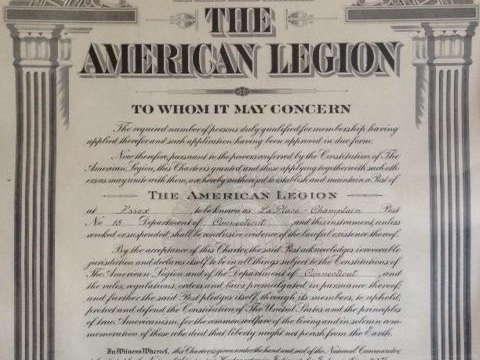 THE
AMERICAN LEGION
TO WHOM IT MAY CONCERN
The required number of persons duly qualified for membership, having
applied therefor and such application having been approved in due form.
Now therefore, pursuant to the powers conferred by the Constitution of The
American Legion, this Charter is granted and those applying together with such oth-
ers as may unite with them, are hereby authorized to establish and maintain a Post of
THE AMERICAN LEGION
at Essex to be known as La Place-Champlain Post
No. 18 Department of Connecticut and this instrument, unless
revoked or suspended, shall be conclusive evidence of the lawful existence thereof.
By the acceptance of this Charter, the said Post acknowledges irrevocable
jurisdiction and declares itself to be in all things subject to the Constitution of
The American Legion and of the Department of Connecticut and
the rules, regulations, orders and laws promulgated in pursuance thereof;
and further the said Post pledges itself, through its members, to uphold,
protect and defend the Constitution of The United States and the principles
of true Americanism, for the common welfare of the living and in solemn com-
memoration of those who died that liberty might not perish from the Earth.
In Witness Whereof, this Charter is given under the hand and seal of the National Commander